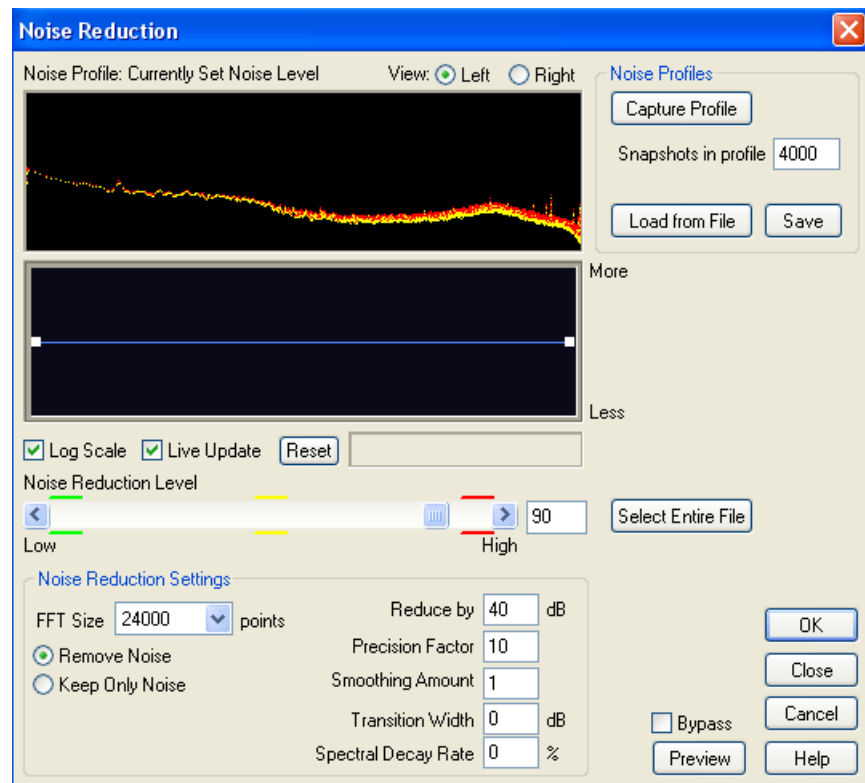 Noise Reduction
Noise Profile: Currently Set Noise Level
View: Left Right
Noise Profiles
Capture Profile
Snapshots in profile 4000
Load from File Save
More
Less
Log Scale Live Update Reset
Noise Reduction Level
90 Select Entire File
Low High
Noise Reduction Settings
FFT Size 24000 points
Remove Noise
Keep Only Noise
Reduce by 40 dB
Precision Factor 10
Smoothing Amount 1
Transition Width 0 dB
Spectral Decay Rate 0 %
OK
Close
Bypass Cancel
Preview Help